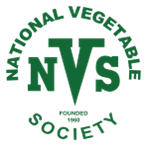 NATIONAL VEGETABLE
NVS
FOUNDED
1960
SOCIETY